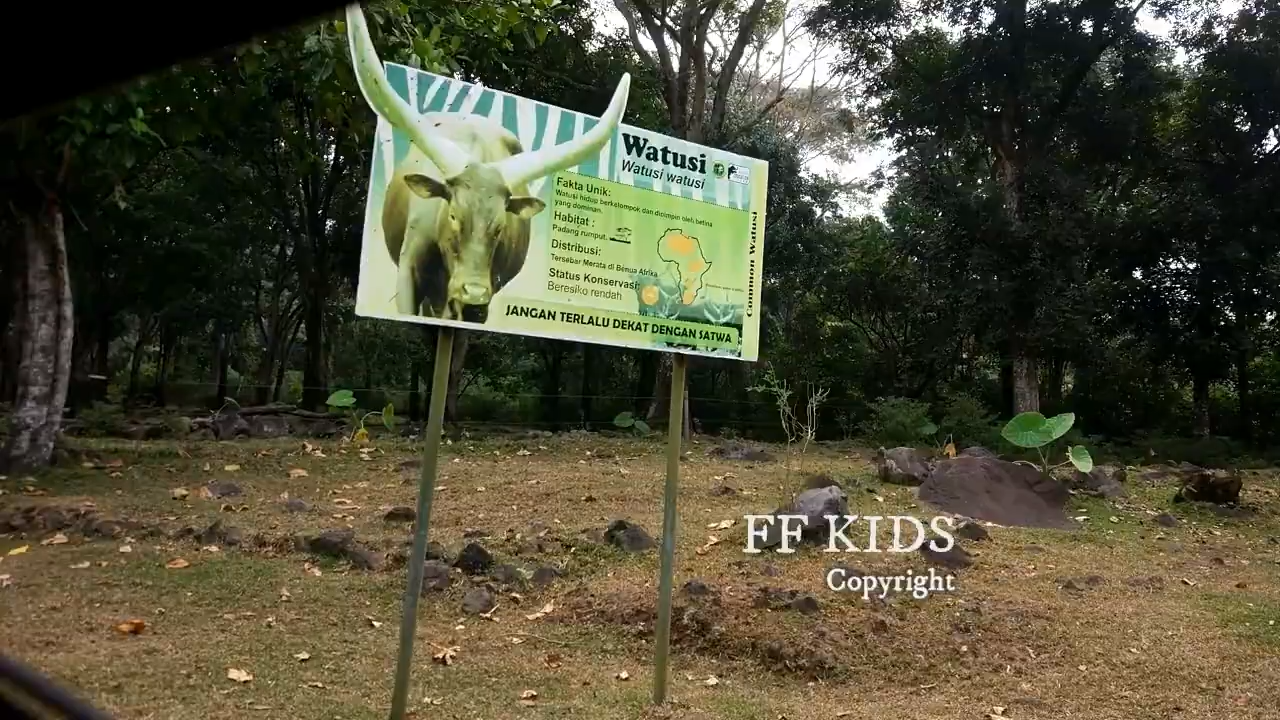 Watusi
Watusi watusi
Fakta Unik:
Watusi hidup berkelompok dan dipimpin oleh betina
yang dominan.
Habitat :
Padang rumput.
Distribusi:
Tersebar Merata di Benua Afrika
Status Konservasi:
Beresiko rendah
JANGAN TERLALU DEKAT DENGAN SATWA
Common Watusi
FF KIDS
Copyright